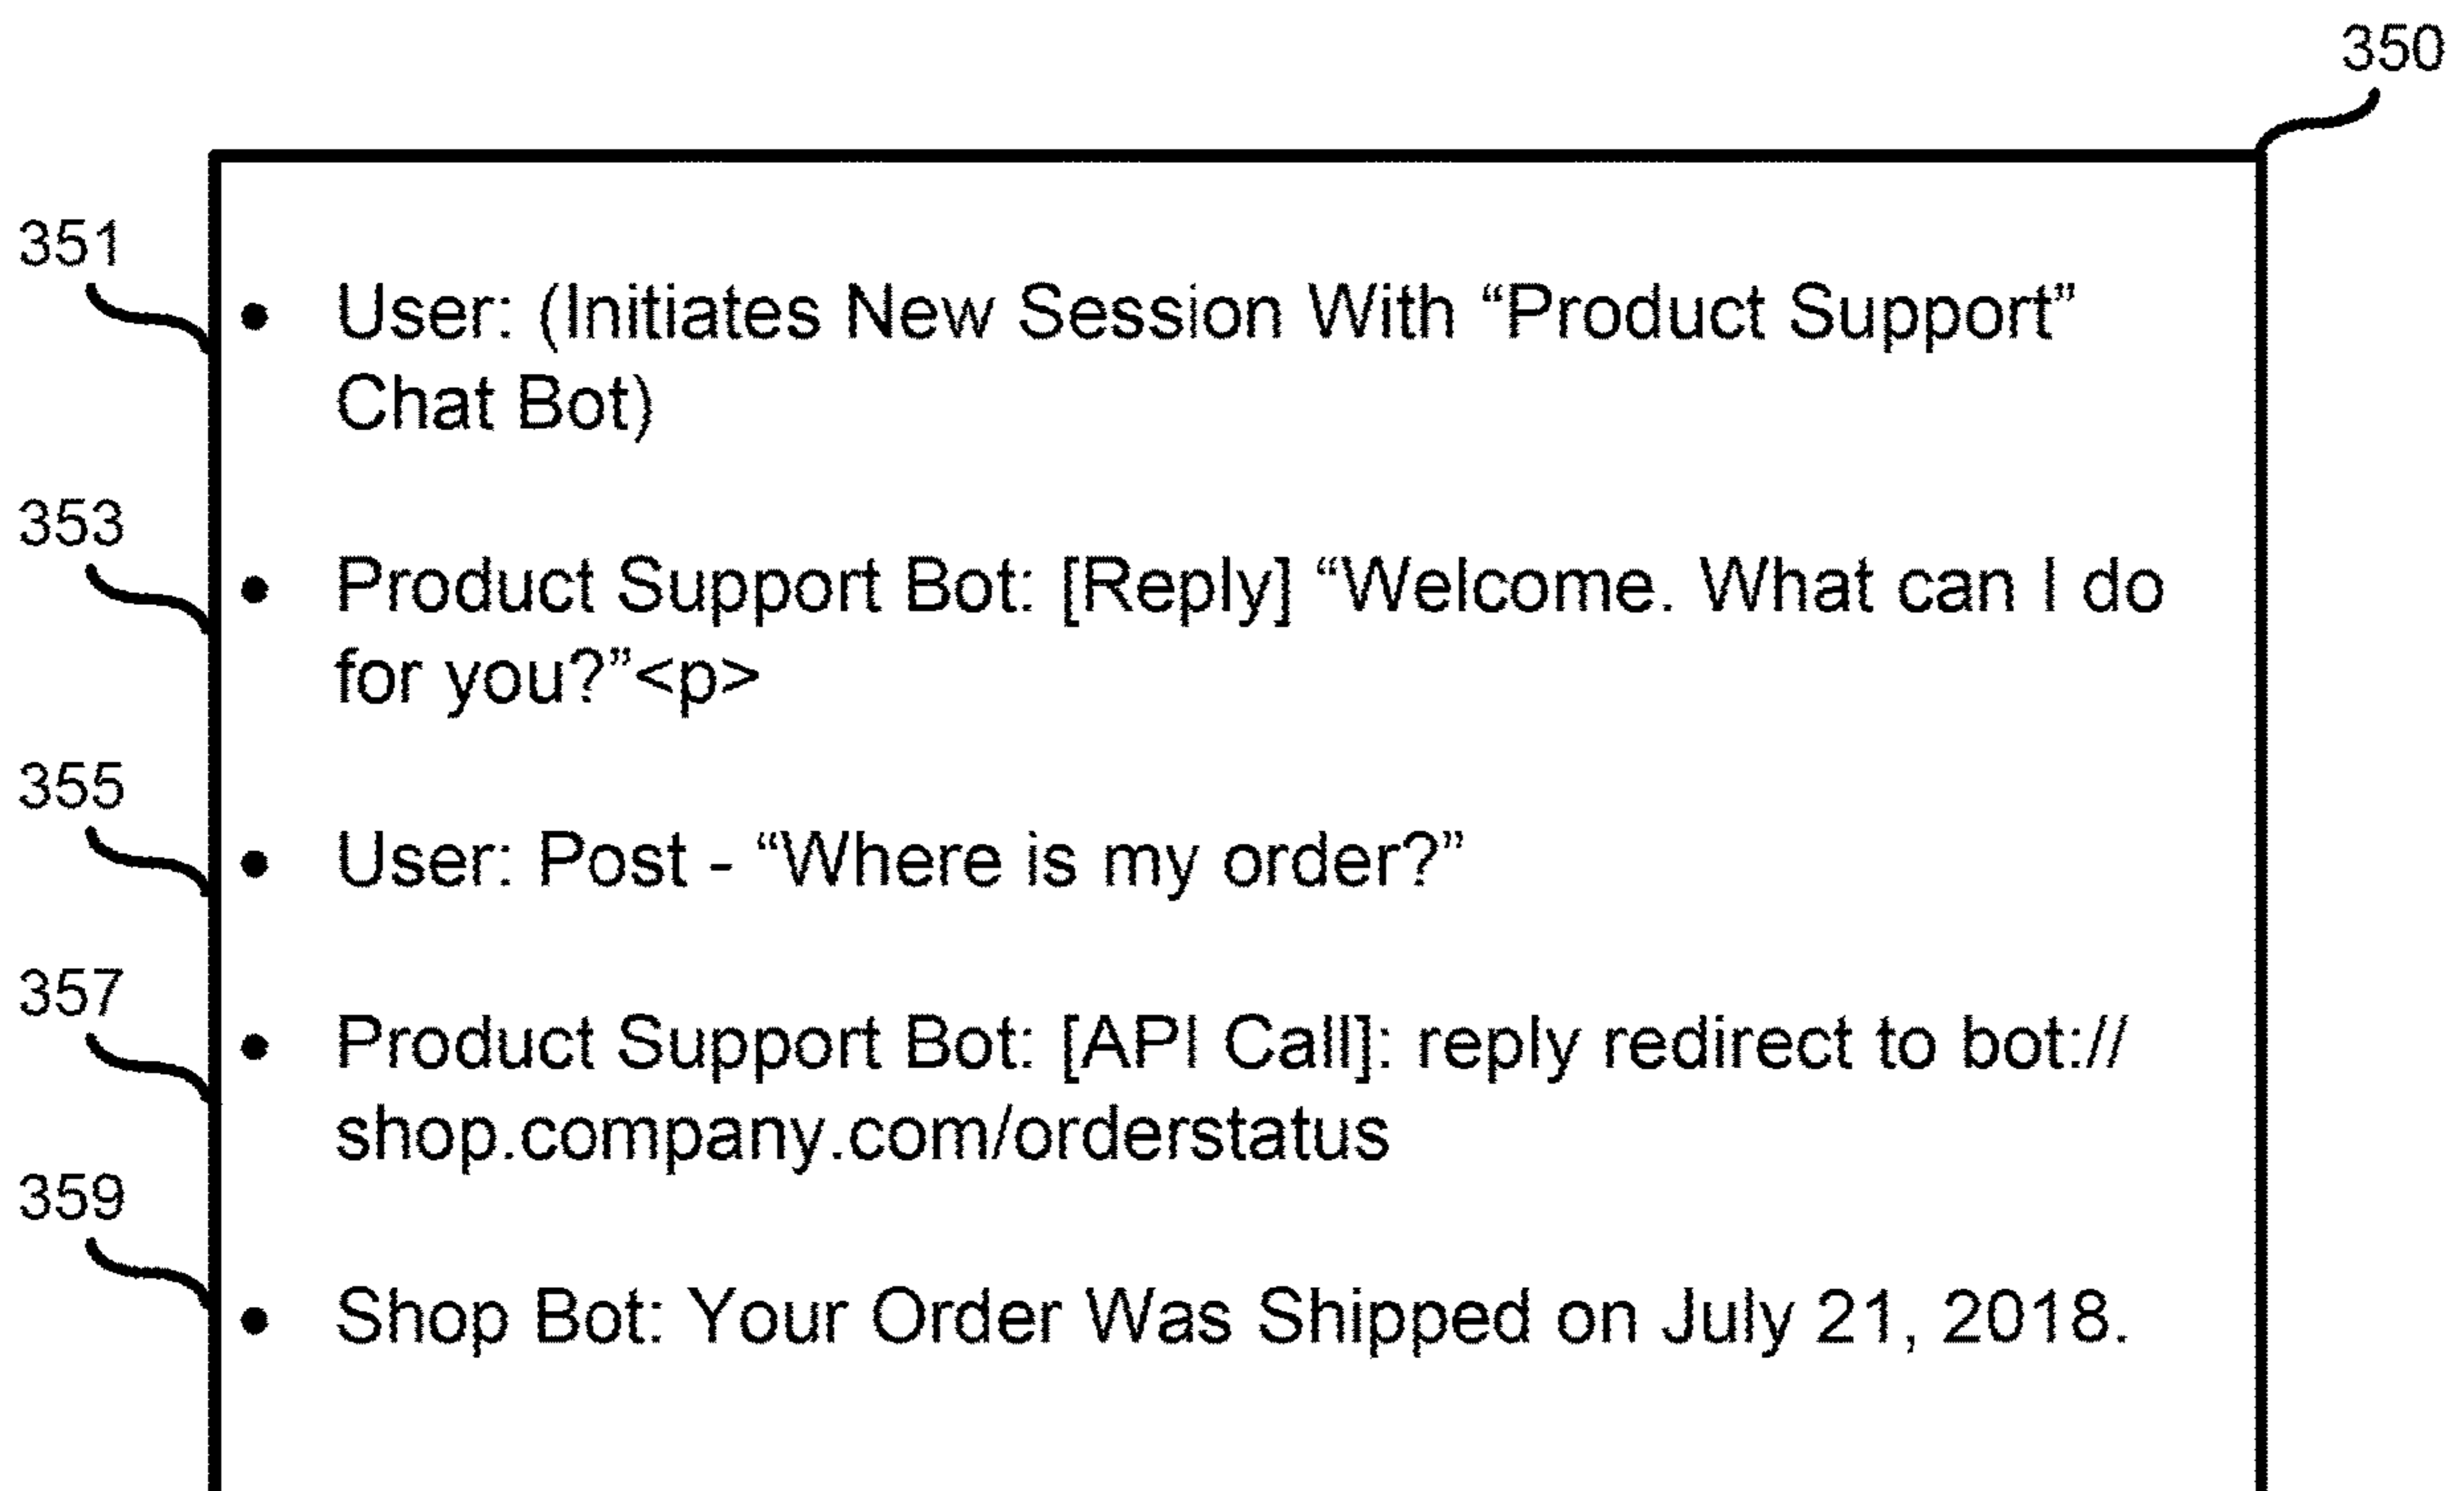 350
351
• User: (Initiates New Session With “Product Support”
Chat Bot)
353
• Product Support Bot: [Reply] “Welcome. What can I do
for you?”<p>
355
• User: Post - “Where is my order?”
357
• Product Support Bot: [API Call]: reply redirect to bot://
shop.company.com/orderstatus
359
• Shop Bot: Your Order Was Shipped on July 21, 2018.